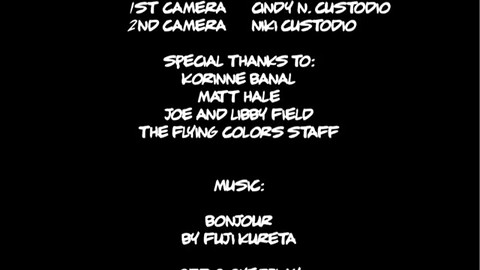 1ST CAMERA CINDY N. CUSTODIO
2ND CAMERA NIKI CUSTODIO
SPECIAL THANKS TO:
KORINNE BANAL
MATT HALE
JOE AND LIBBY FIELD
THE FLYING COLORS STAFF
MUSIC:
BONJOUR
BY FUJI KURETA